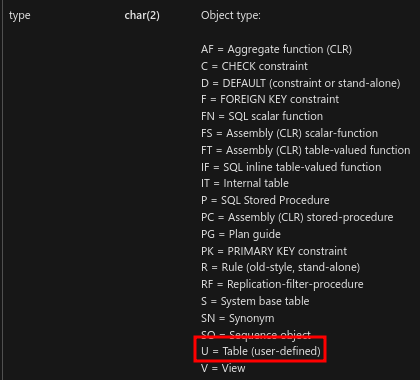 type char(2) Object type:
AF = Aggregate function (CLR)
C = CHECK constraint
D = DEFAULT (constraint or stand-alone)
F = FOREIGN KEY constraint
FN = SQL scalar function
FS = Assembly (CLR) scalar-function
FT = Assembly (CLR) table-valued function
IF = SQL inline table-valued function
IT = Internal table
P = SQL Stored Procedure
PC = Assembly (CLR) stored-procedure
PG = Plan guide
PK = PRIMARY KEY constraint
R = Rule (old-style, stand-alone)
RF = Replication-filter-procedure
S = System base table
SN = Synonym
SO = Sequence object
U = Table (user-defined)
V = View